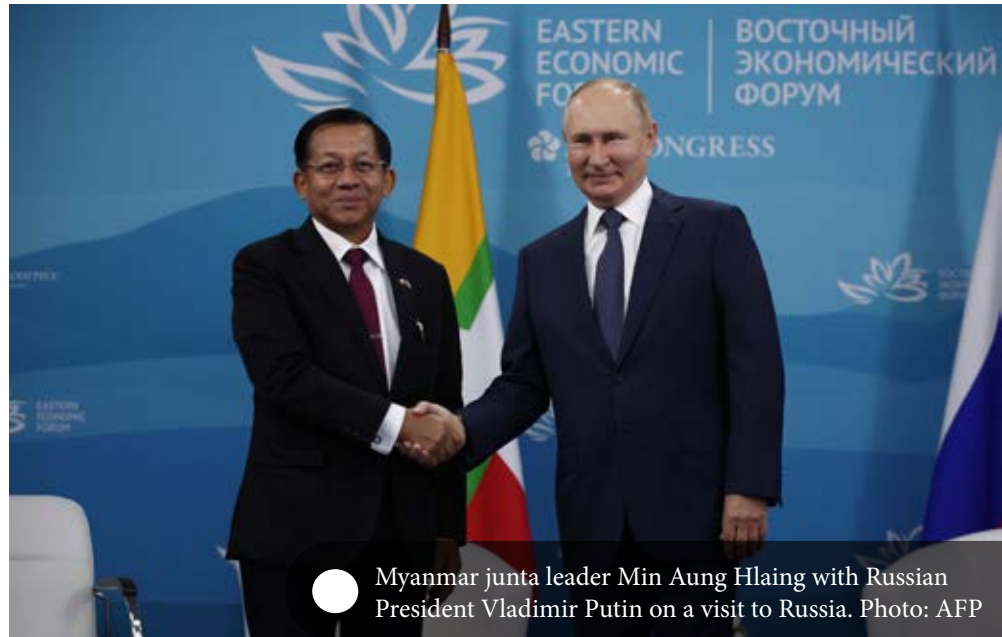 EASTERN
ECONOMIC
FO
ВОСТОЧНЫЙ
ЭКОНОМИЧЕСКИЙ
ФОРУМ
NGRESS
EASTERN
ECONOMIC
FORUM
Myanmar junta leader Min Aung Hlaing with Russian
President Vladimir Putin on a visit to Russia. Photo: AFP